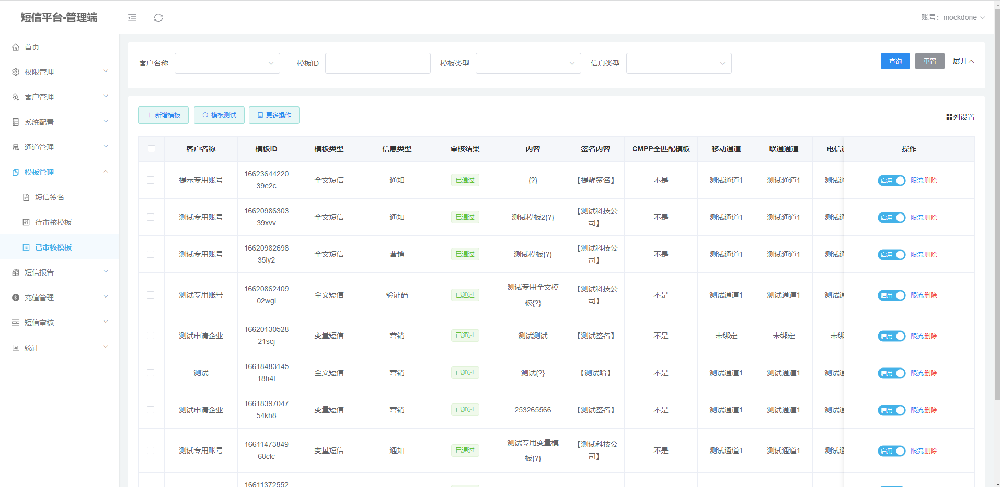 短信平台-管理端
账号：mockdone
首页
权限管理
客户管理
系统配置
通道管理
模板管理
短信签名
待审核模板
已审核模板
短信报告
充值管理
短信审核
统计
客户名称 模板ID 模板类型 信息类型 查询 重置 展开
新增模板 模板测试 更多操作 列设置
客户名称 模板ID 模板类型 信息类型 审核结果 内容 签名内容 CMPP全匹配模板 移动通道 联通通道 电信通 操作
提示专用账号 1662364422039e2c 全文短信 通知 已通过 {?} 【提醒签名】 不是 测试通道1 测试通道1 测试通 启用 限流 删除
测试专用账号 1662098630339xvv 全文短信 通知 已通过 测试模板2{?} 【测试科技公司】 不是 测试通道1 测试通道1 测试通 启用 限流 删除
测试专用账号 1662098269835iy2 全文短信 营销 已通过 测试模板{?} 【测试科技公司】 不是 测试通道1 测试通道1 测试通 启用 限流 删除
测试专用账号 1662086240902wgl 全文短信 验证码 已通过 测试专用全文模板{?} 【测试科技公司】 不是 测试通道1 测试通道1 测试通 启用 限流 删除
测试申请企业 1662013052821scj 变量短信 营销 已通过 测试测试 【测试签名】 不是 未绑定 未绑定 未绑 启用 限流 删除
测试 1661848314518h4f 全文短信 营销 已通过 测试{?} 【测试哈】 不是 测试通道1 测试通道1 测试通 启用 限流 删除
测试申请企业 1661839704754kh8 变量短信 营销 已通过 253265566 【测试签名】 不是 测试通道1 测试通道1 测试通 启用 限流 删除
测试专用账号 1661147384968clc 变量短信 通知 已通过 测试专用变量模板{?} 【测试科技公司】 不是 测试通道1 测试通道1 测试通 启用 限流 删除
16611372552